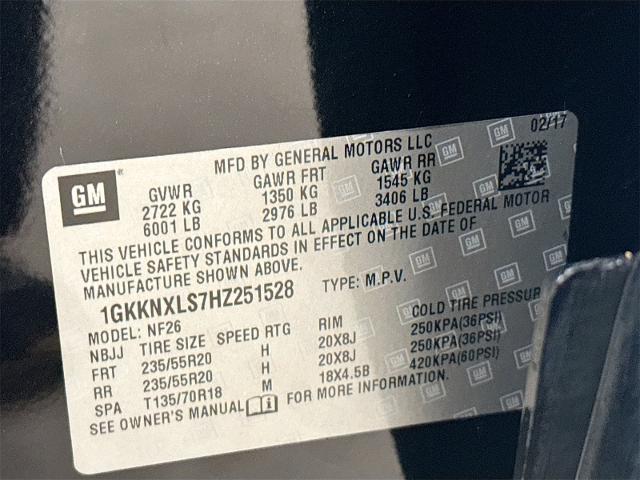 02/17
GM
MFD BY GENERAL MOTORS LLC
GVWR GAWR FRT GAWR RR
2722 KG 1350 KG 1545 KG
6001 LB 2976 LB 3406 LB
THIS VEHICLE CONFORMS TO ALL APPLICABLE U.S. FEDERAL MOTOR
VEHICLE SAFETY STANDARDS IN EFFECT ON THE DATE OF
MANUFACTURE SHOWN ABOVE.
1GKKNXLS7HZ251528 TYPE: M.P.V.
MODEL: NF26
NBJJ TIRE SIZE SPEED RTG RIM COLD TIRE PRESSUR
FRT 235/55R20 H 20X8J 250KPA(36PSI)
RR 235/55R20 H 20X8J 250KPA(36PSI)
SPA T135/70R18 M 18X4.5B 420KPA(60PSI)
SEE OWNER'S MANUAL FOR MORE INFORMATION.